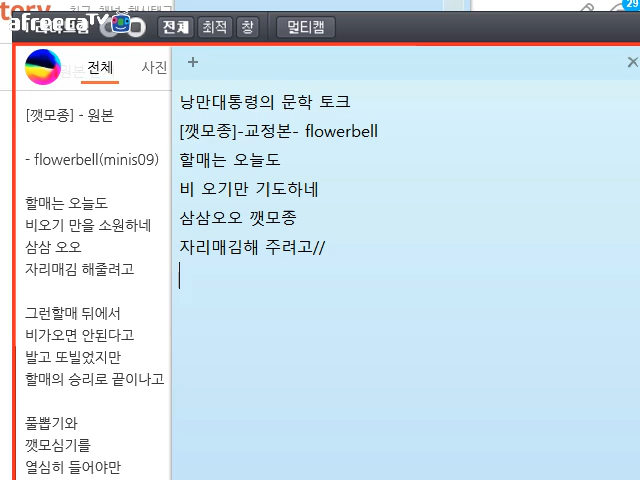 tory
afreecaTV
전체
최적
창
멀티캠
29
전체
사진
[깻모종] - 원본
- flowerbell(minis09)
할매는 오늘도
비오기 만을 소원하네
삼삼 오오
자리매김 해줄려고
그런할매 뒤에서
비가오면 안된다고
발고 또빌었지만
할매의 승리로 끝이나고
풀뽑기와
깻모심기를
열심히 들어야만
+
×
낭만대통령의 문학 토크
[깻모종]-교정본- flowerbell
할매는 오늘도
비 오기만 기도하네
삼삼오오 깻모종
자리매김해 주려고//